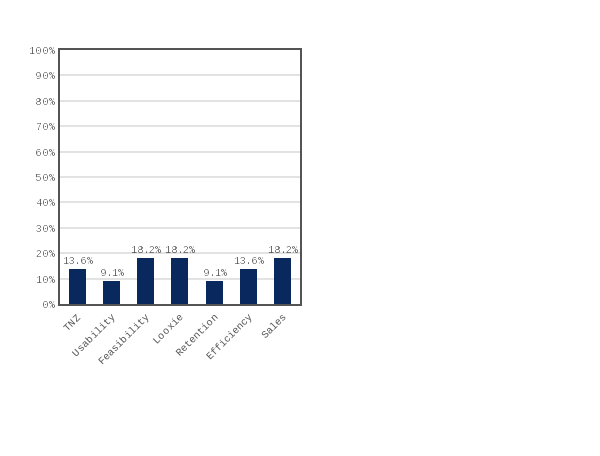 100%
90%
80%
70%
60%
50%
40%
30%
20%
10%
0%
13.6%
9.1%
18.2%
18.2%
9.1%
13.6%
18.2%
TNZ
Usability
Feasibility
Looxie
Retention
Efficiency
Sales